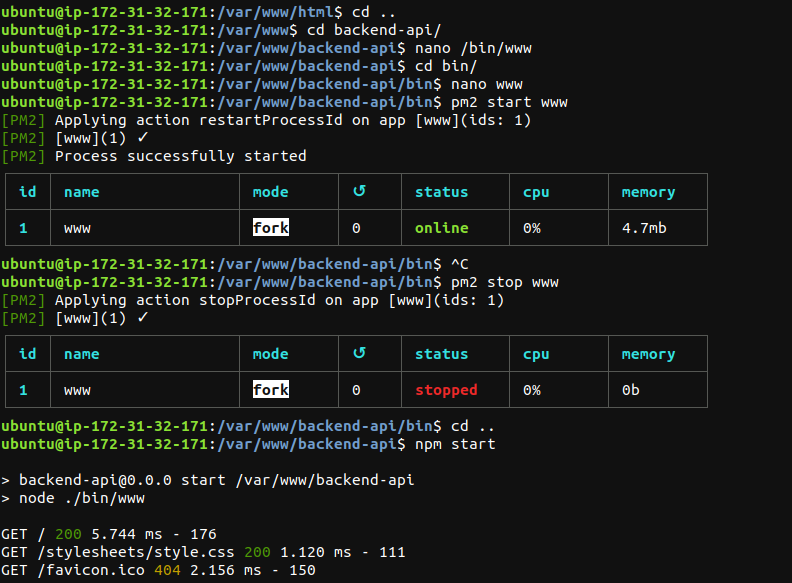 ubuntu@ip-172-31-32-171:/var/www/html$ cd ..
ubuntu@ip-172-31-32-171:/var/www$ cd backend-api/
ubuntu@ip-172-31-32-171:/var/www/backend-api$ nano /bin/www
ubuntu@ip-172-31-32-171:/var/www/backend-api$ cd bin/
ubuntu@ip-172-31-32-171:/var/www/backend-api/bin$ nano www
ubuntu@ip-172-31-32-171:/var/www/backend-api/bin$ pm2 start www
[PM2] Applying action restartProcessId on app [www](ids: 1)
[PM2] [www](1) ✓
[PM2] Process successfully started
id name mode ↺ status cpu memory
1 www fork 0 online 0% 4.7mb
ubuntu@ip-172-31-32-171:/var/www/backend-api/bin$ ^C
ubuntu@ip-172-31-32-171:/var/www/backend-api/bin$ pm2 stop www
[PM2] Applying action stopProcessId on app [www](ids: 1)
[PM2] [www](1) ✓
id name mode ↺ status cpu memory
1 www fork 0 stopped 0% 0b
ubuntu@ip-172-31-32-171:/var/www/backend-api/bin$ cd ..
ubuntu@ip-172-31-32-171:/var/www/backend-api$ npm start
> backend-api@0.0.0 start /var/www/backend-api
> node ./bin/www
GET / 200 5.744 ms - 176
GET /stylesheets/style.css 200 1.120 ms - 111
GET /favicon.ico 404 2.156 ms - 150